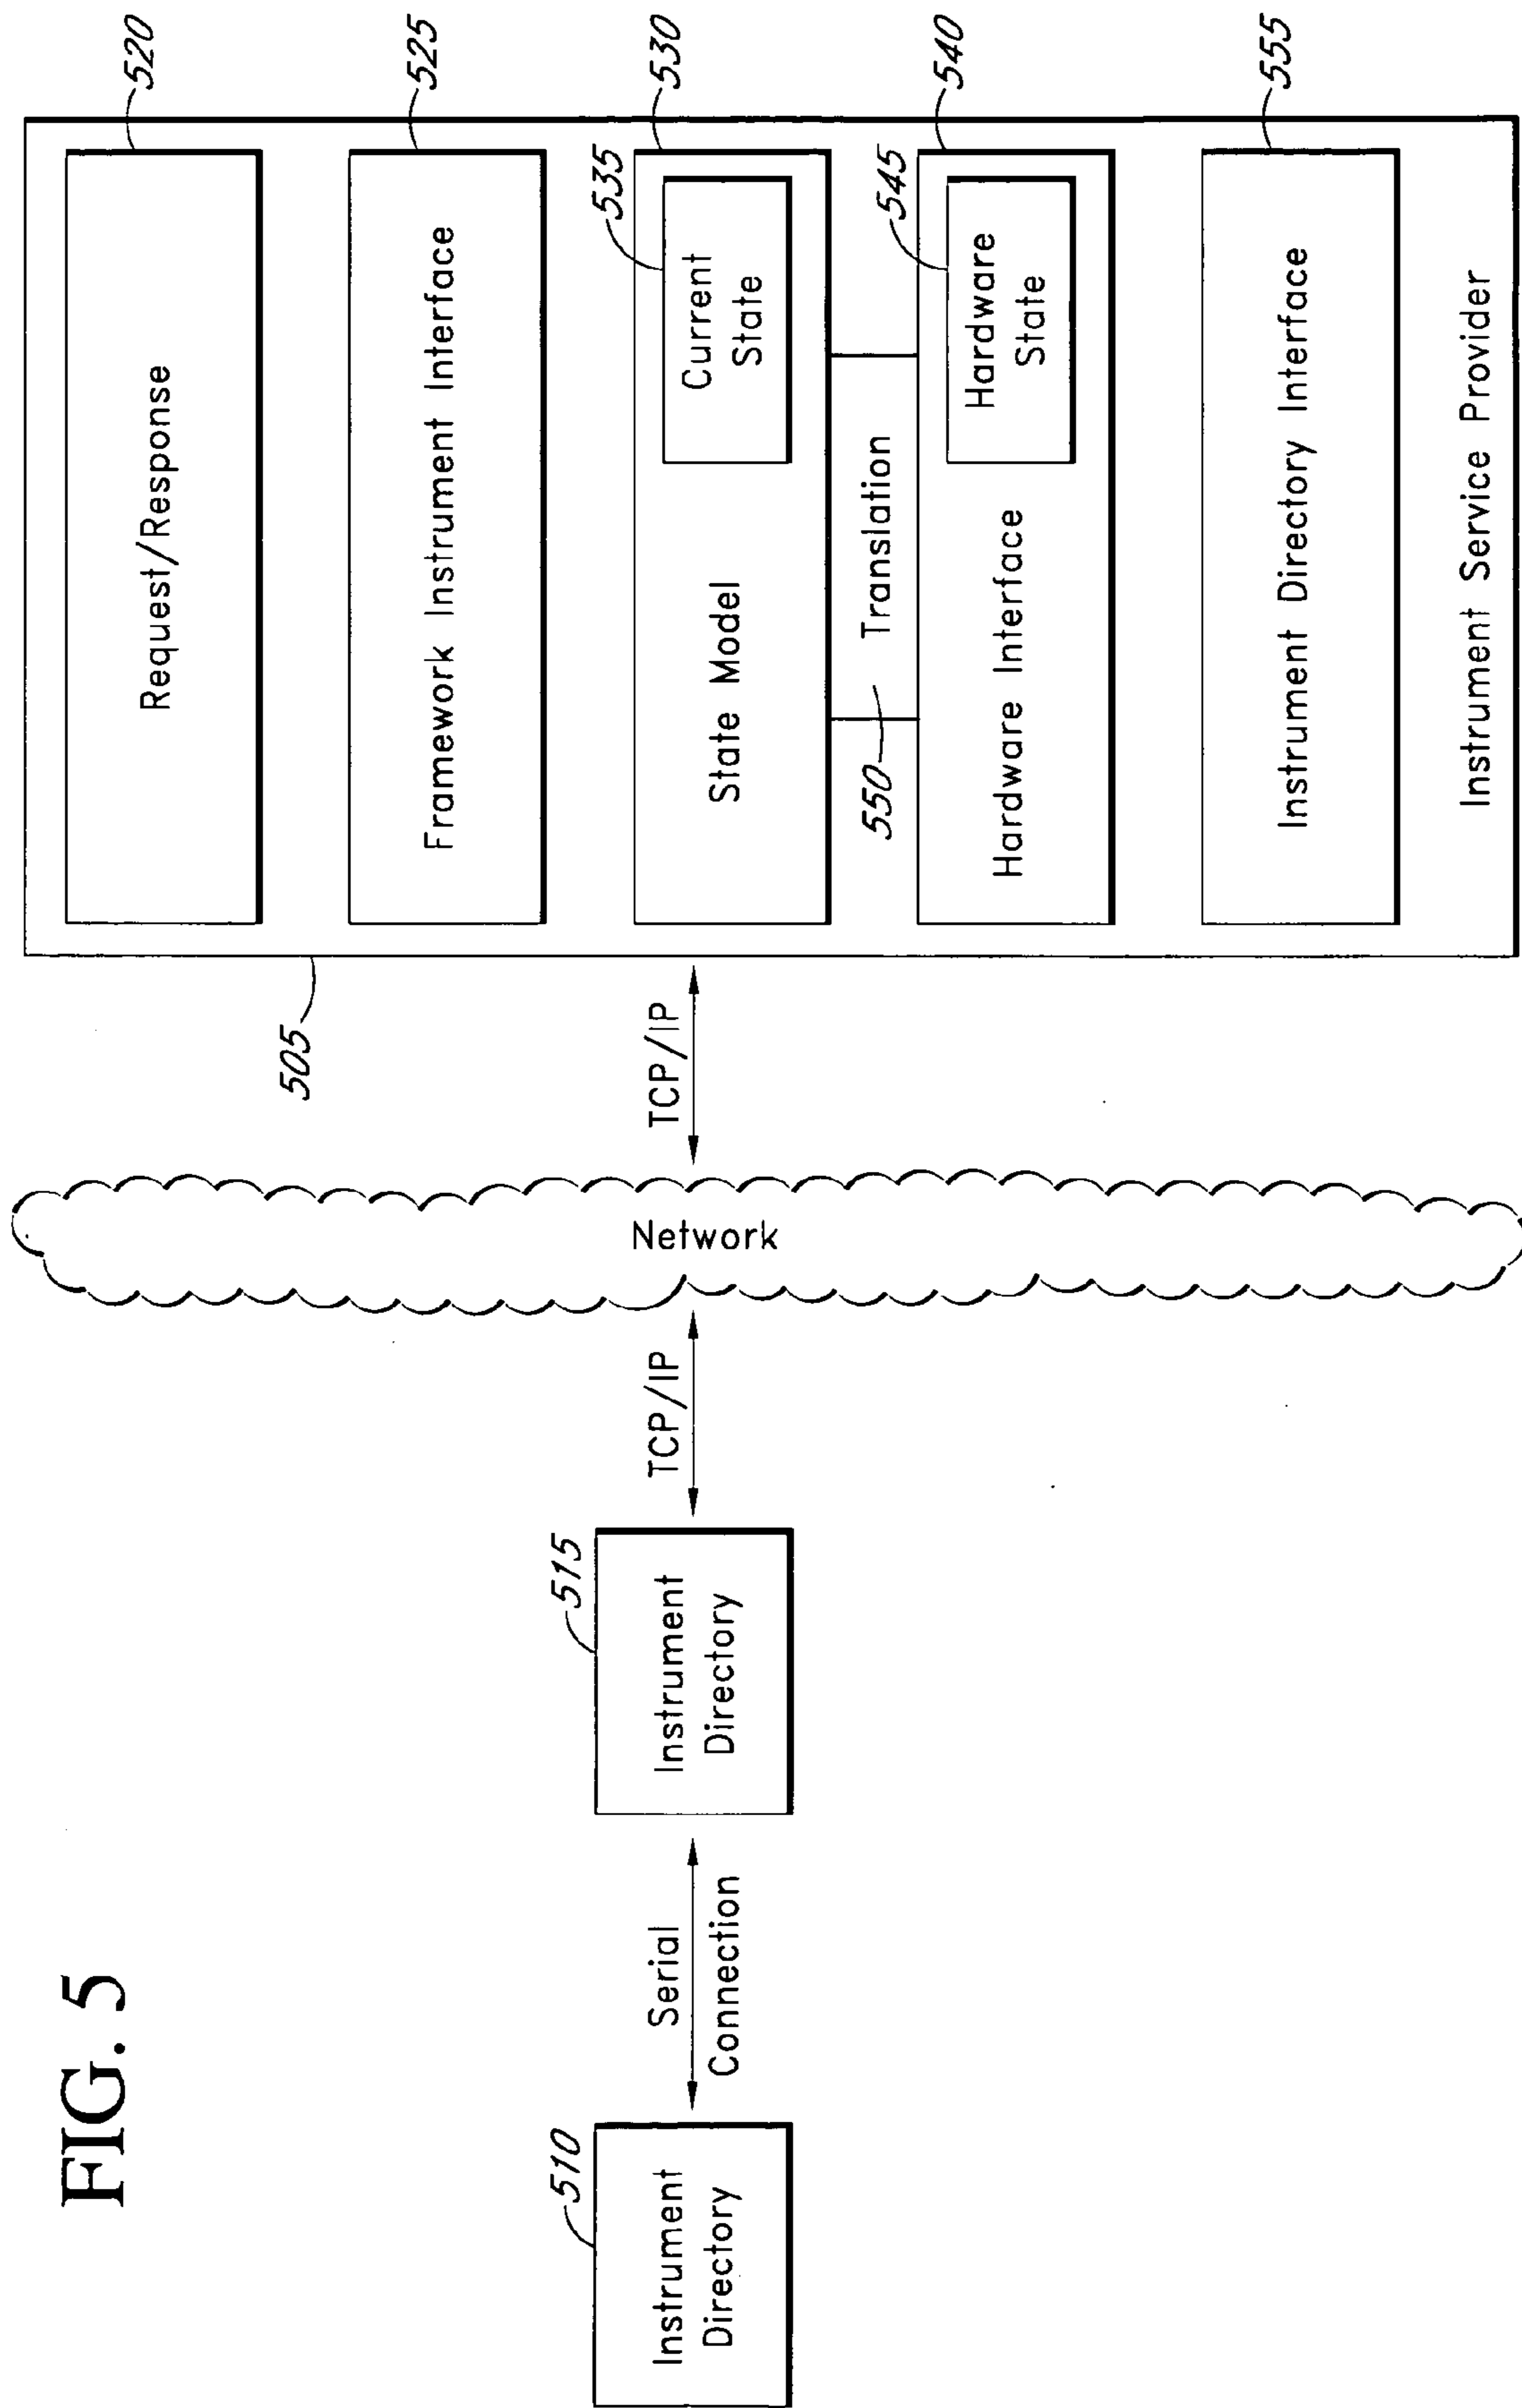 FIG. 5
510
Instrument
Directory
Serial
Connection
515
Instrument
Directory
TCP/IP
Network
TCP/IP
505
520
Request/Response
525
Framework Instrument Interface
530
535
State Model
Current
State
550
Translation
540
545
Hardware Interface
Hardware
State
555
Instrument Directory Interface
Instrument Service Provider